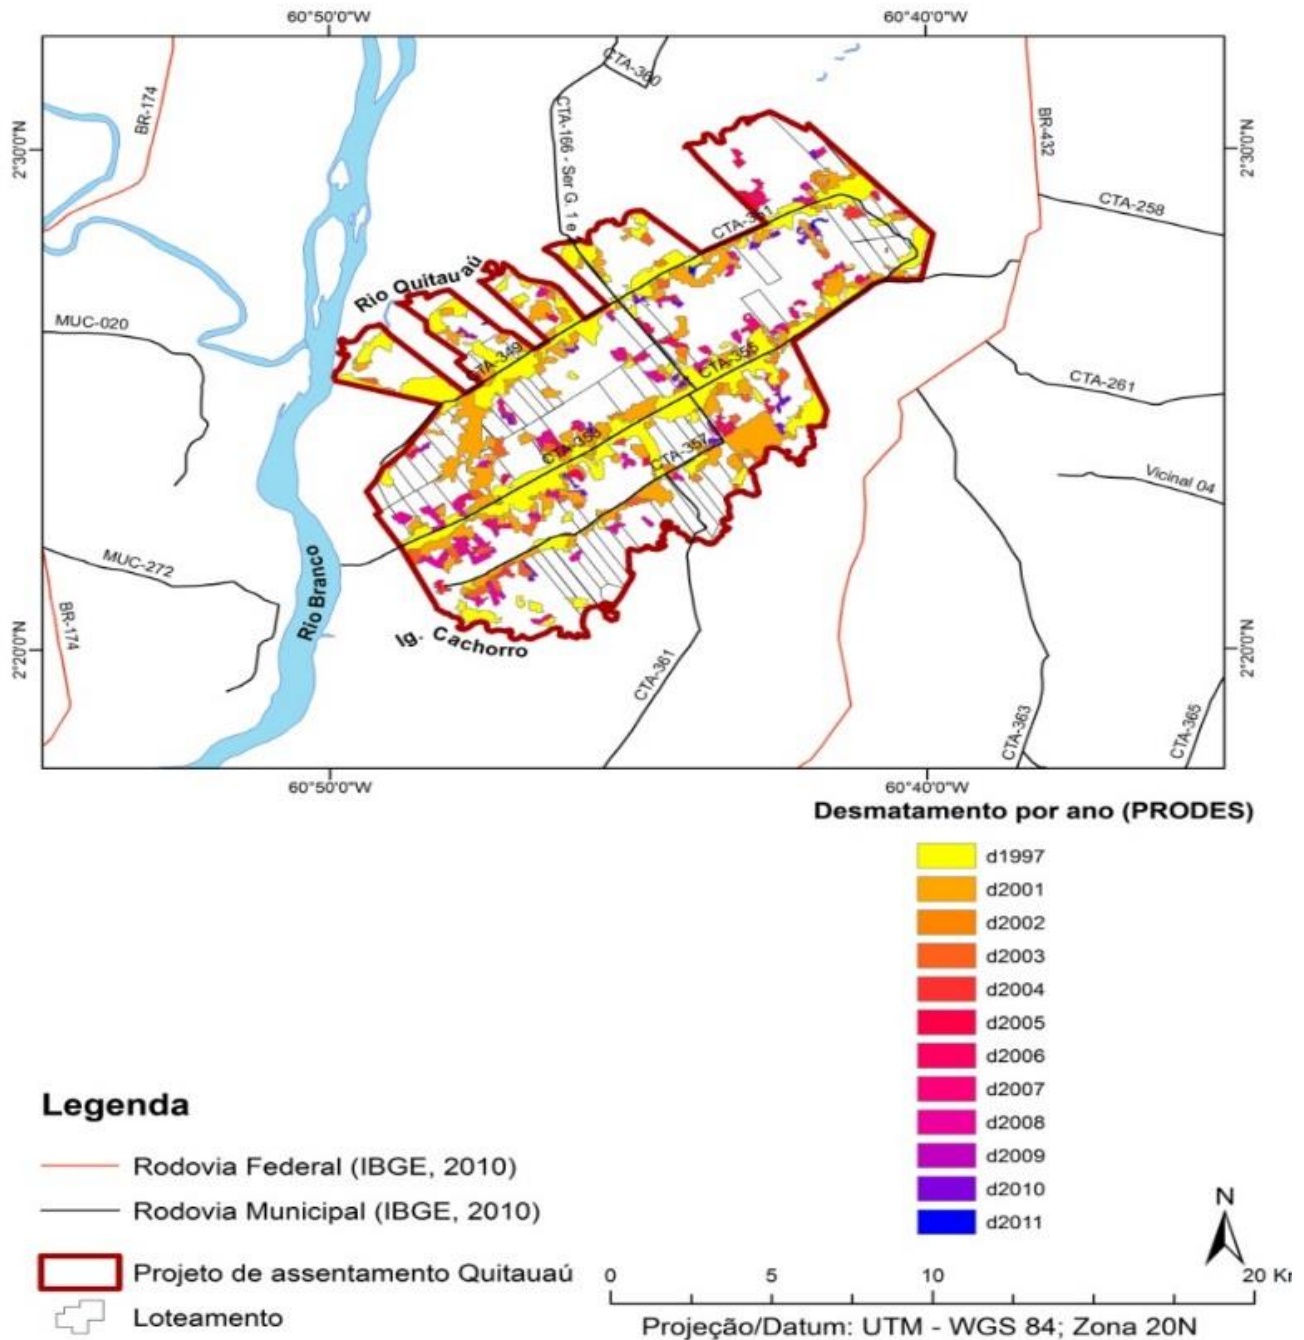 60°50'0"W
60°40'0"W
CTA-360
BR-174
CTA-166 - Ser G. 1 e
BR-432
2°30'0"N
2°30'0"N
CTA-258
CTA-351
Rio Quitauaú
MUC-020
CTA-349
CTA-355
CTA-261
CTA-356
CTA-357
Vicinal 04
MUC-272
Rio Branco
BR-174
Ig. Cachorro
2°20'0"N
2°20'0"N
CTA-361
CTA-363
CTA-365
60°50'0"W
60°40'0"W
Desmatamento por ano (PRODES)
d1997
d2001
d2002
d2003
d2004
d2005
d2006
d2007
d2008
d2009
d2010
d2011
Legenda
Rodovia Federal (IBGE, 2010)
Rodovia Municipal (IBGE, 2010)
Projeto de assentamento Quitauaú
Loteamento
N
0 5 10 20 Km
Projeção/Datum: UTM - WGS 84; Zona 20N